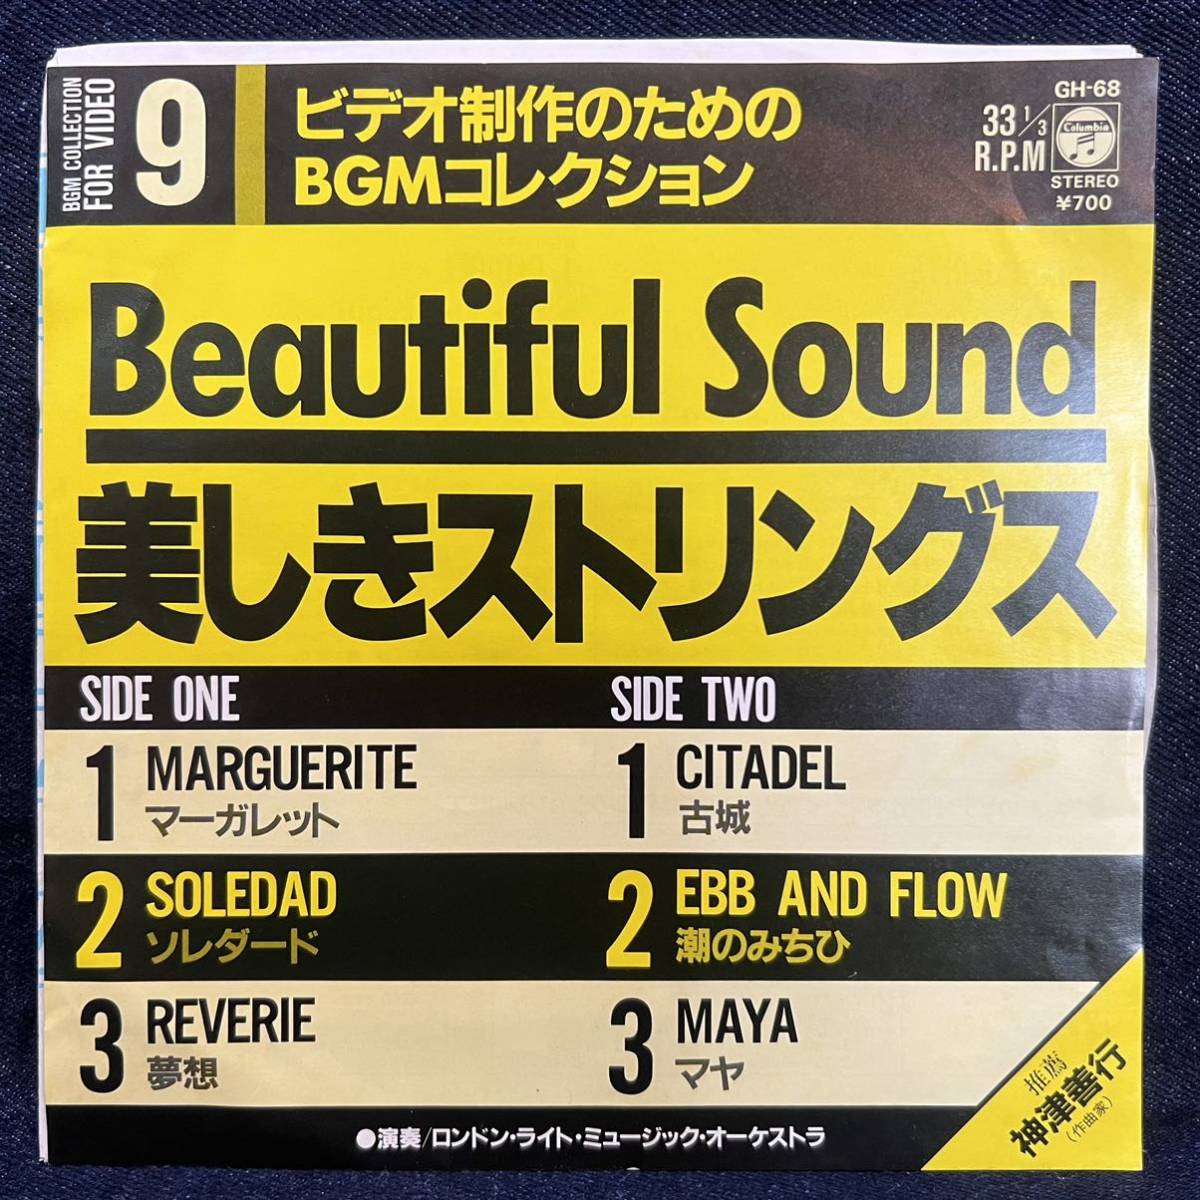 BGM COLLECTION
FOR VIDEO
9
ビデオ制作のための
BGMコレクション
33 1/3
R.P.M
GH-68
Columbia
STEREO
¥700
Beautiful Sound
美しきストリングス
SIDE ONE
1 MARGUERITE
マーガレット
2 SOLEDAD
ソレダード
3 REVERIE
夢想
SIDE TWO
1 CITADEL
古城
2 EBB AND FLOW
潮のみちひ
3 MAYA
マヤ
●演奏/ロンドン・ライト・ミュージック・オーケストラ
推薦
神津善行
(作曲家)